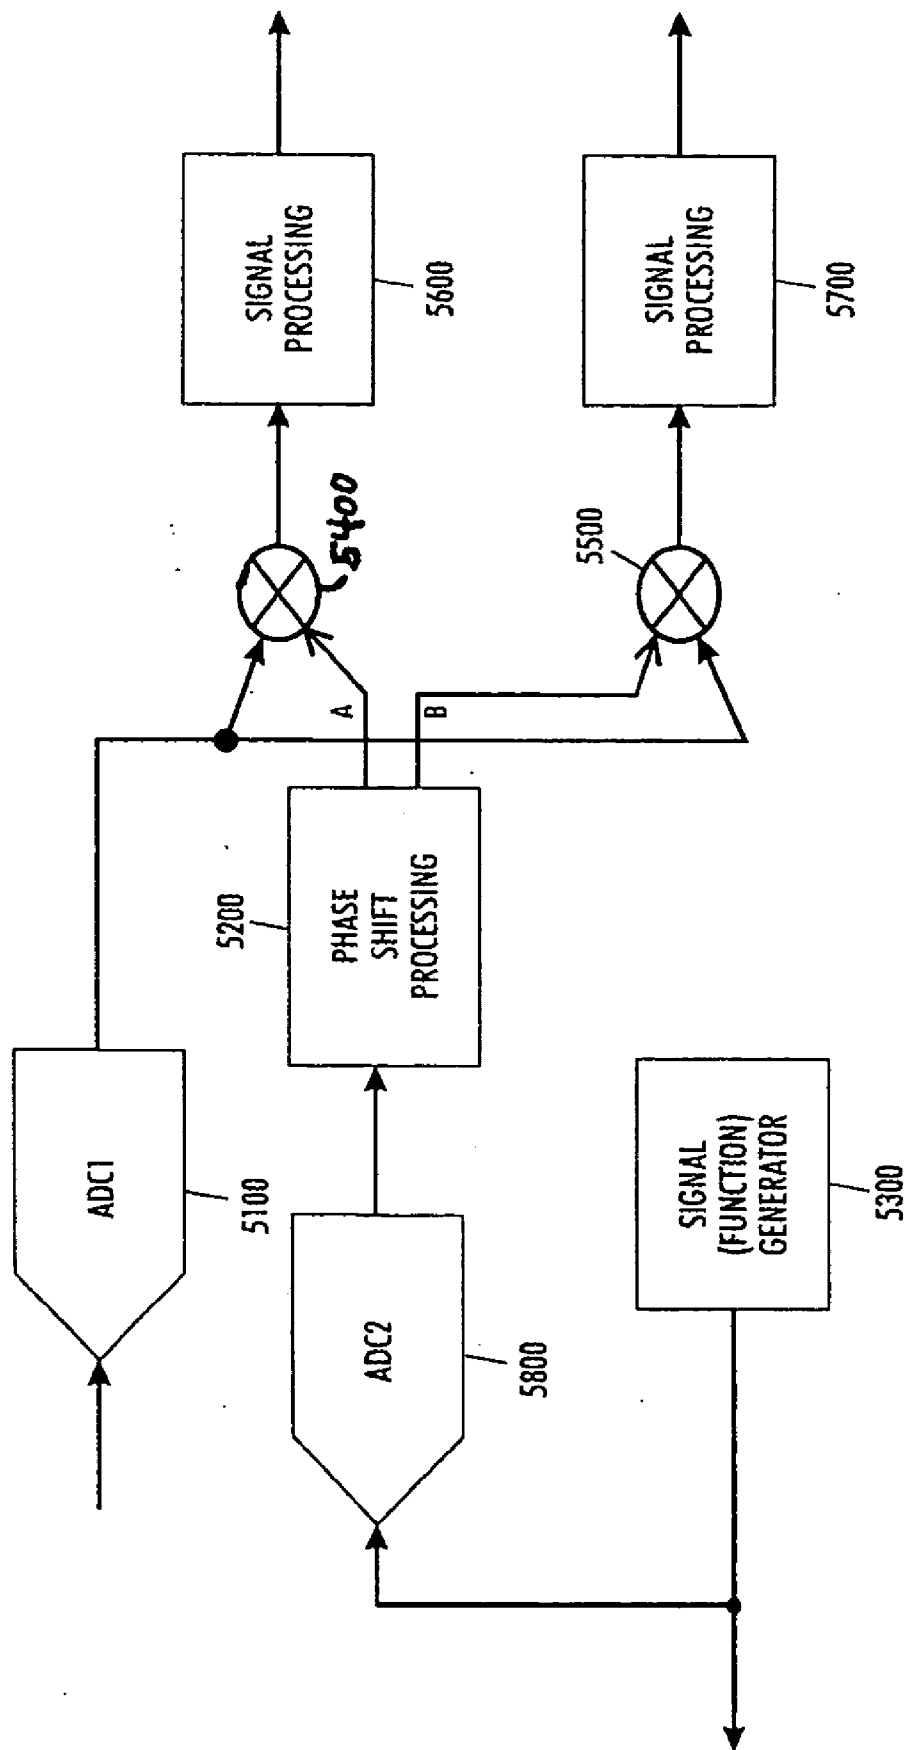 SIGNAL
PROCESSING
5600
SIGNAL
PROCESSING
5700
5400
5500
A
B
5200
PHASE
SHIFT
PROCESSING
ADC1
5100
ADC2
5800
SIGNAL
(FUNCTION)
GENERATOR
5300